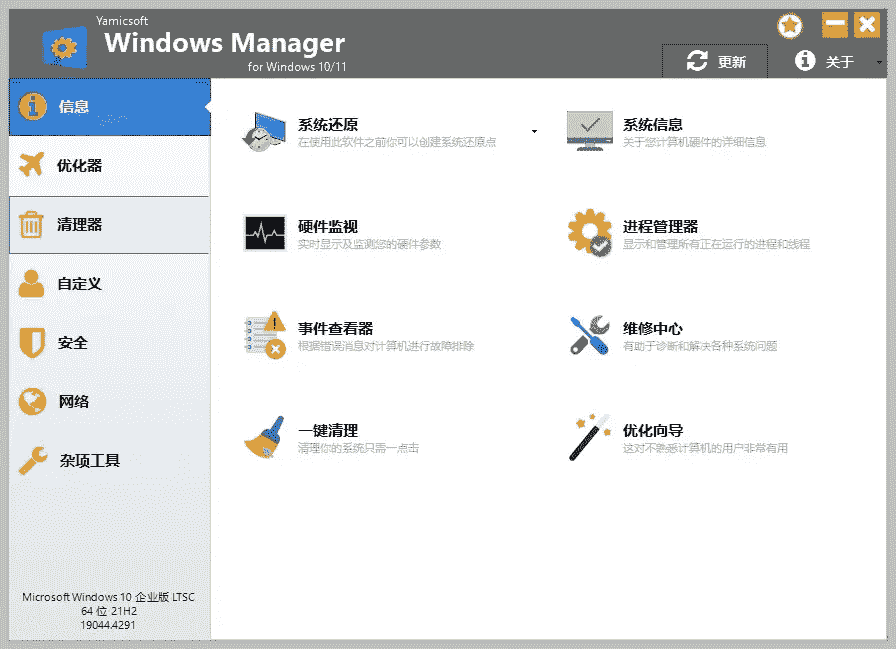 Yamicsoft
Windows Manager
for Windows 10/11
更新
关于
信息
优化器
清理器
自定义
安全
网络
杂项工具
系统还原
在使用此软件之前你可以创建系统还原点
系统信息
关于您计算机硬件的详细信息
硬件监视
实时显示及监测您的硬件参数
进程管理器
显示和管理所有正在运行的进程和线程
事件查看器
根据错误消息对计算机进行故障排除
维修中心
有助于诊断和解决各种系统问题
一键清理
清理你的系统只需一点击
优化向导
这对不熟悉计算机的用户非常有用
Microsoft Windows 10 企业版 LTSC
64 位 21H2
19044.4291